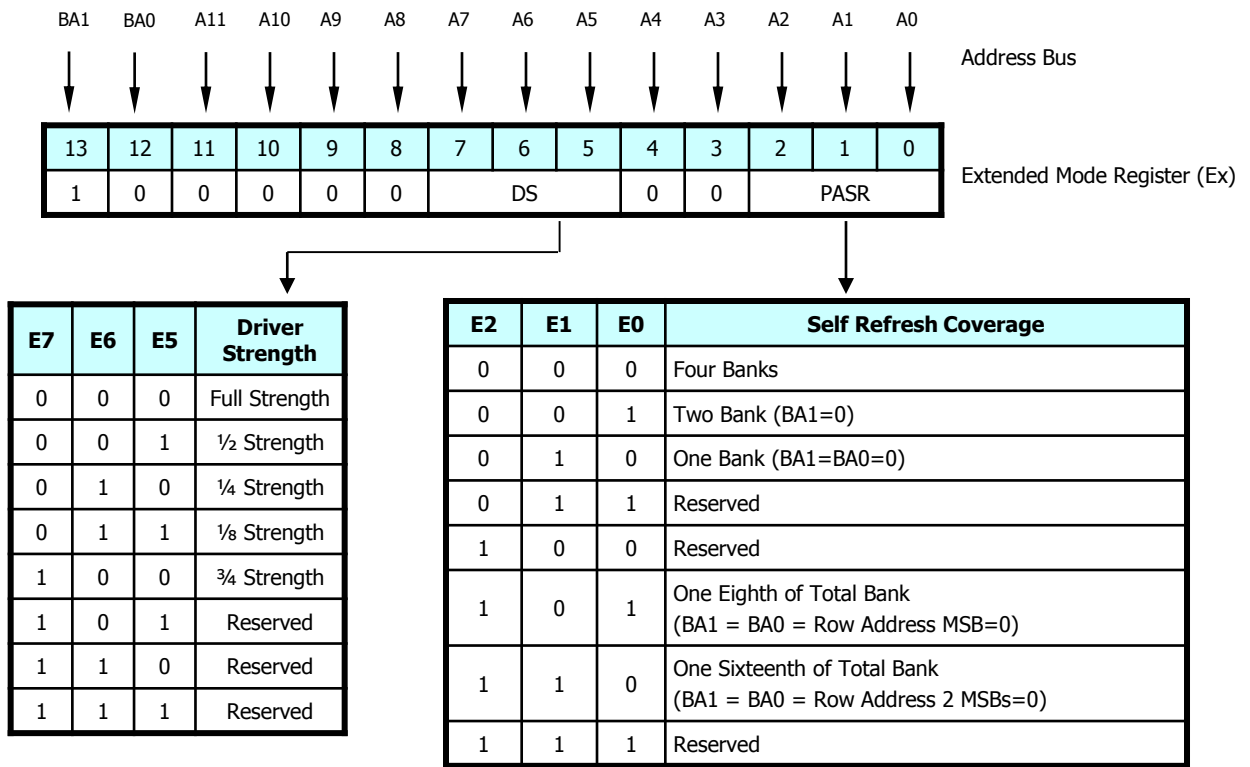 BA1 BA0 A11 A10 A9 A8 A7 A6 A5 A4 A3 A2 A1 A0
Address Bus
13 12 11 10 9 8 7 6 5 4 3 2 1 0
1 0 0 0 0 0 DS 0 0 PASR
Extended Mode Register (Ex)
E7 E6 E5 Driver
Strength
0 0 0 Full Strength
0 0 1 ½ Strength
0 1 0 ¼ Strength
0 1 1 ⅛ Strength
1 0 0 ¾ Strength
1 0 1 Reserved
1 1 0 Reserved
1 1 1 Reserved
E2 E1 E0 Self Refresh Coverage
0 0 0 Four Banks
0 0 1 Two Bank (BA1=0)
0 1 0 One Bank (BA1=BA0=0)
0 1 1 Reserved
1 0 0 Reserved
1 0 1 One Eighth of Total Bank
(BA1 = BA0 = Row Address MSB=0)
1 1 0 One Sixteenth of Total Bank
(BA1 = BA0 = Row Address 2 MSBs=0)
1 1 1 Reserved